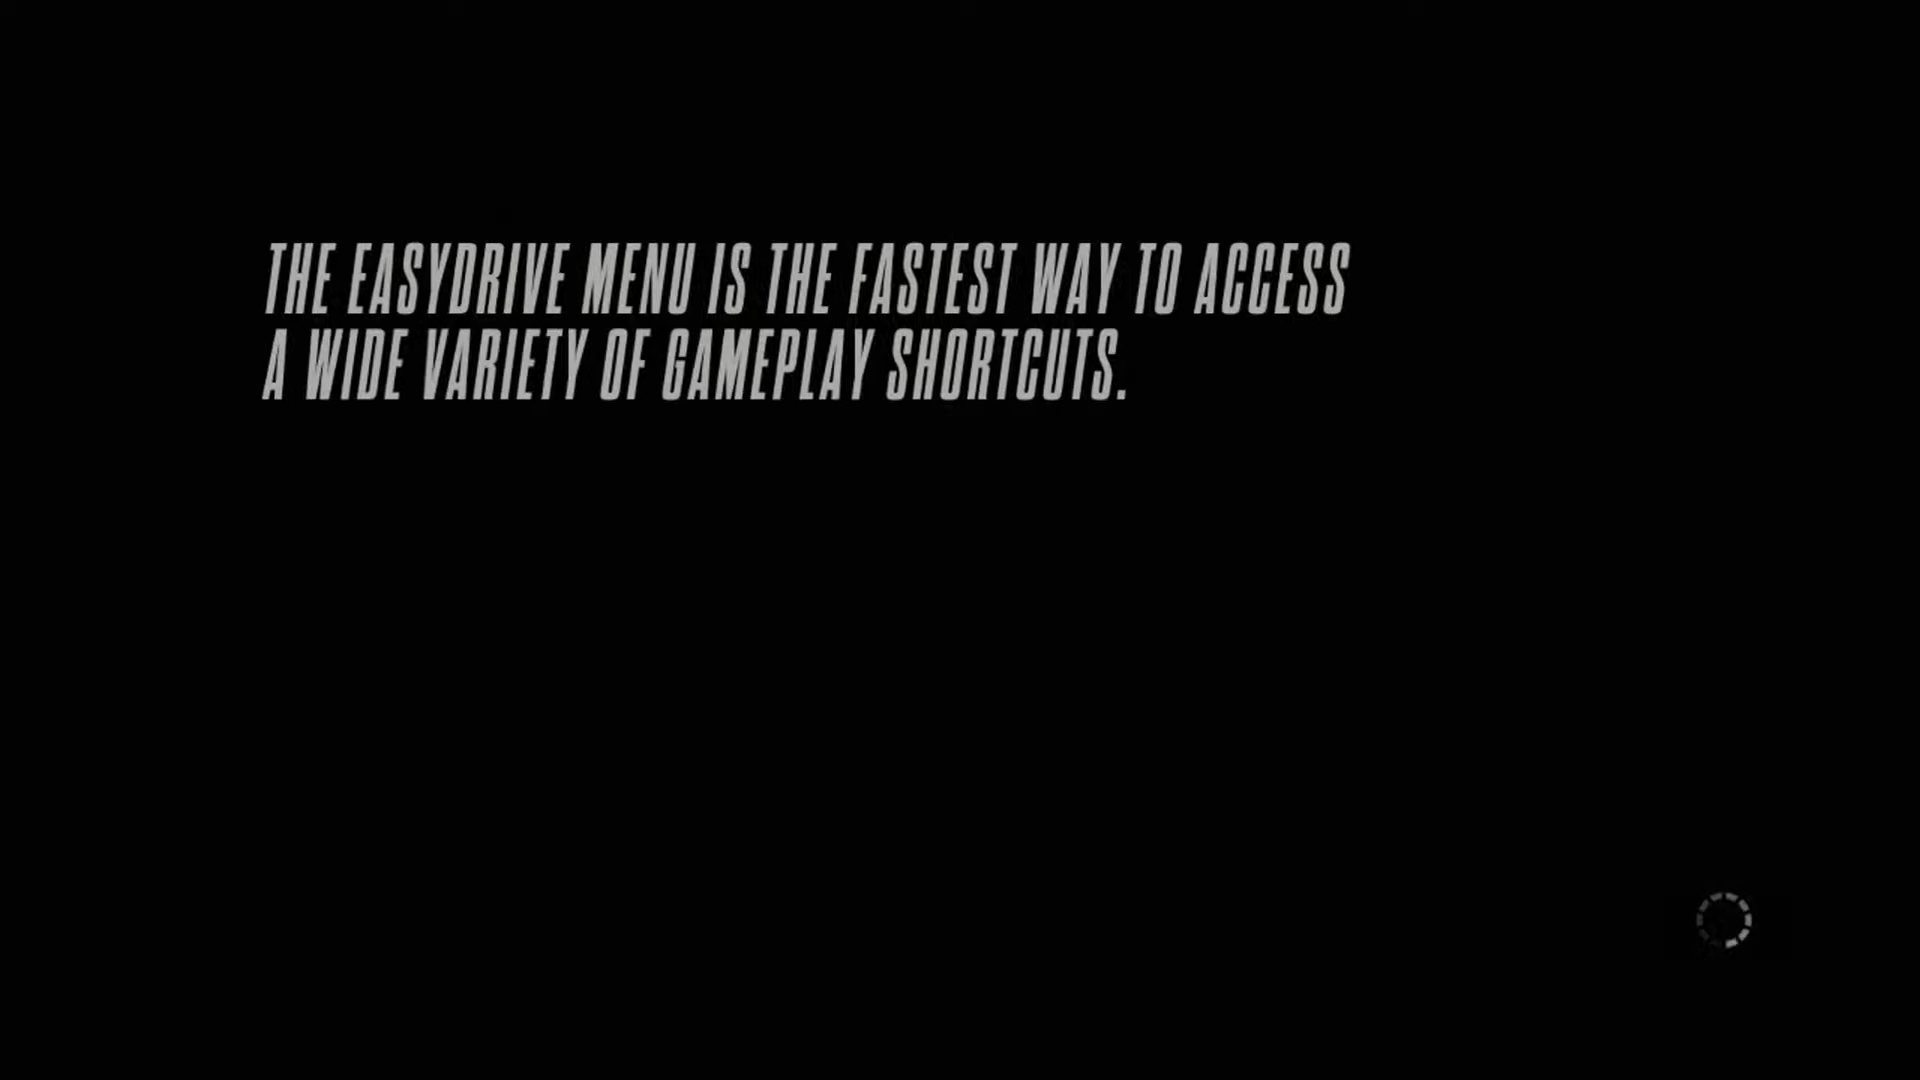 THE EASYDRIVE MENU IS THE FASTEST WAY TO ACCESS
A WIDE VARIETY OF GAMEPLAY SHORTCUTS.